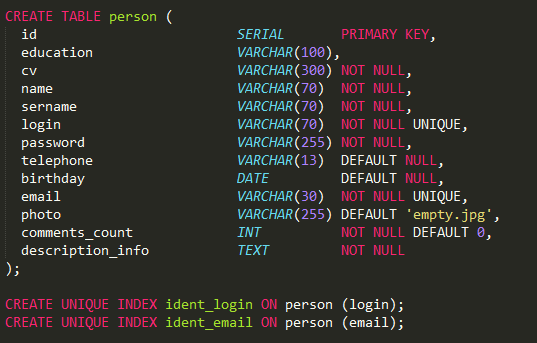 CREATE TABLE person (
id SERIAL PRIMARY KEY,
education VARCHAR(100),
cv VARCHAR(300) NOT NULL,
name VARCHAR(70) NOT NULL,
sername VARCHAR(70) NOT NULL,
login VARCHAR(70) NOT NULL UNIQUE,
password VARCHAR(255) NOT NULL,
telephone VARCHAR(13) DEFAULT NULL,
birthday DATE DEFAULT NULL,
email VARCHAR(30) NOT NULL UNIQUE,
photo VARCHAR(255) DEFAULT 'empty.jpg',
comments_count INT NOT NULL DEFAULT 0,
description_info TEXT NOT NULL
);
CREATE UNIQUE INDEX ident_login ON person (login);
CREATE UNIQUE INDEX ident_email ON person (email);